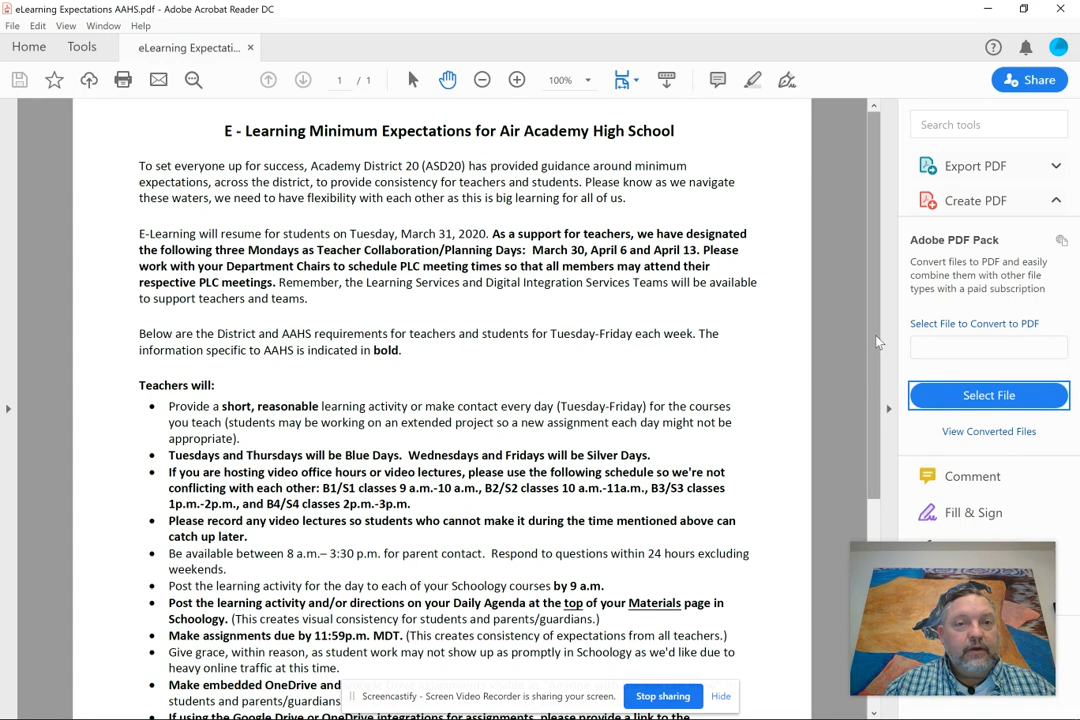 eLearning Expectations AAHS.pdf - Adobe Acrobat Reader DC
File Edit View Window Help
Home Tools eLearning Expectati... ×
1 / 1 100% Share
E - Learning Minimum Expectations for Air Academy High School
To set everyone up for success, Academy District 20 (ASD20) has provided guidance around minimum
expectations, across the district, to provide consistency for teachers and students. Please know as we navigate
these waters, we need to have flexibility with each other as this is big learning for all of us.
E-Learning will resume for students on Tuesday, March 31, 2020. As a support for teachers, we have designated
the following three Mondays as Teacher Collaboration/Planning Days: March 30, April 6 and April 13. Please
work with your Department Chairs to schedule PLC meeting times so that all members may attend their
respective PLC meetings. Remember, the Learning Services and Digital Integration Services Teams will be available
to support teachers and teams.
Below are the District and AAHS requirements for teachers and students for Tuesday-Friday each week. The
information specific to AAHS is indicated in bold.
Teachers will:
• Provide a short, reasonable learning activity or make contact every day (Tuesday-Friday) for the courses
you teach (students may be working on an extended project so a new assignment each day might not be
appropriate).
• Tuesdays and Thursdays will be Blue Days. Wednesdays and Fridays will be Silver Days.
• If you are hosting video office hours or video lectures, please use the following schedule so we're not
conflicting with each other: B1/S1 classes 9 a.m.-10 a.m., B2/S2 classes 10 a.m.-11a.m., B3/S3 classes
1p.m.-2p.m., and B4/S4 classes 2p.m.-3p.m.
• Please record any video lectures so students who cannot make it during the time mentioned above can
catch up later.
• Be available between 8 a.m.– 3:30 p.m. for parent contact. Respond to questions within 24 hours excluding
weekends.
• Post the learning activity for the day to each of your Schoology courses by 9 a.m.
• Post the learning activity and/or directions on your Daily Agenda at the top of your Materials page in
Schoology. (This creates visual consistency for students and parents/guardians.)
• Make assignments due by 11:59p.m. MDT. (This creates consistency of expectations from all teachers.)
• Give grace, within reason, as student work may not show up as promptly in Schoology as we'd like due to
heavy online traffic at this time.
• Make embedded OneDrive and
students and parents/guardians
• If using the Google Drive or OneDrive integrations for assignments, please provide a link to the
Screencastify - Screen Video Recorder is sharing your screen. Stop sharing Hide
Search tools
Export PDF
Create PDF
Adobe PDF Pack
Convert files to PDF and easily
combine them with other file
types with a paid subscription
Select File to Convert to PDF
Select File
View Converted Files
Comment
Fill & Sign